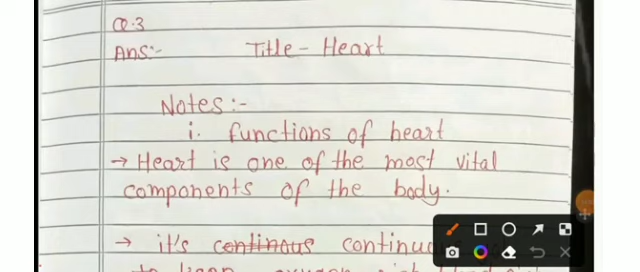 Q.3
Ans:- Title - Heart
Notes :-
i. functions of heart
→ Heart is one of the most vital
components of the body.
→ it's continous